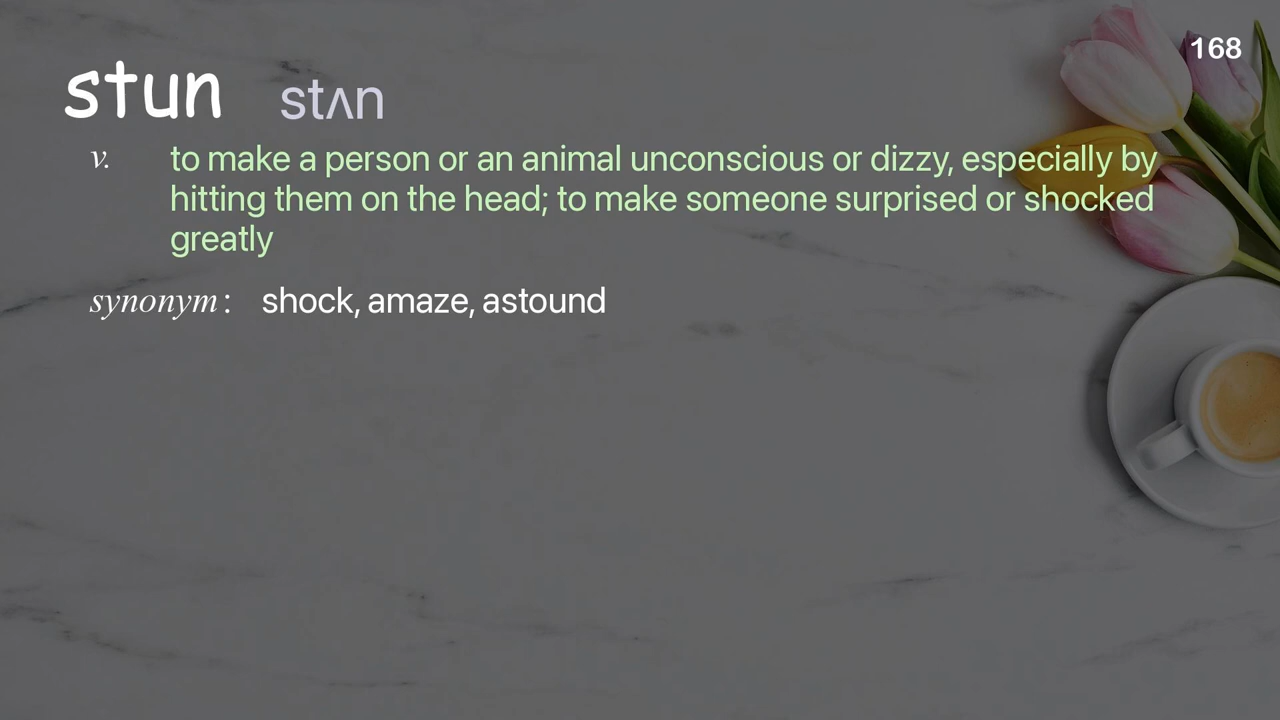 168
stun stʌn
v. to make a person or an animal unconscious or dizzy, especially by
hitting them on the head; to make someone surprised or shocked
greatly
synonym : shock, amaze, astound